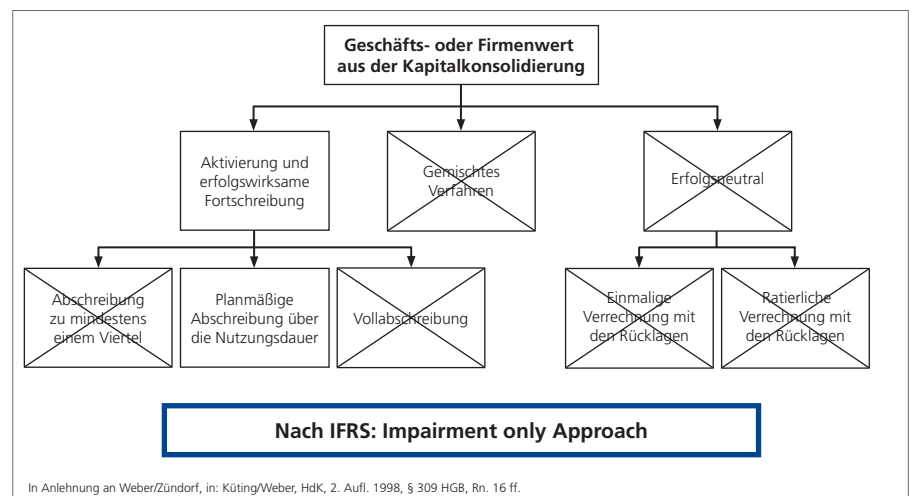 Geschäfts- oder Firmenwert
aus der Kapitalkonsolidierung
Aktivierung und
erfolgswirksame
Fortschreibung
Gemischtes
Verfahren
Erfolgsneutral
Abschreibung
zu mindestens
einem Viertel
Planmäßige
Abschreibung über
die Nutzungsdauer
Vollabschreibung
Einmalige
Verrechnung mit
den Rücklagen
Ratierliche
Verrechnung mit
den Rücklagen
Nach IFRS: Impairment only Approach
In Anlehnung an Weber/Zündorf, in: Küting/Weber, HdK, 2. Aufl. 1998, § 309 HGB, Rn. 16 ff.